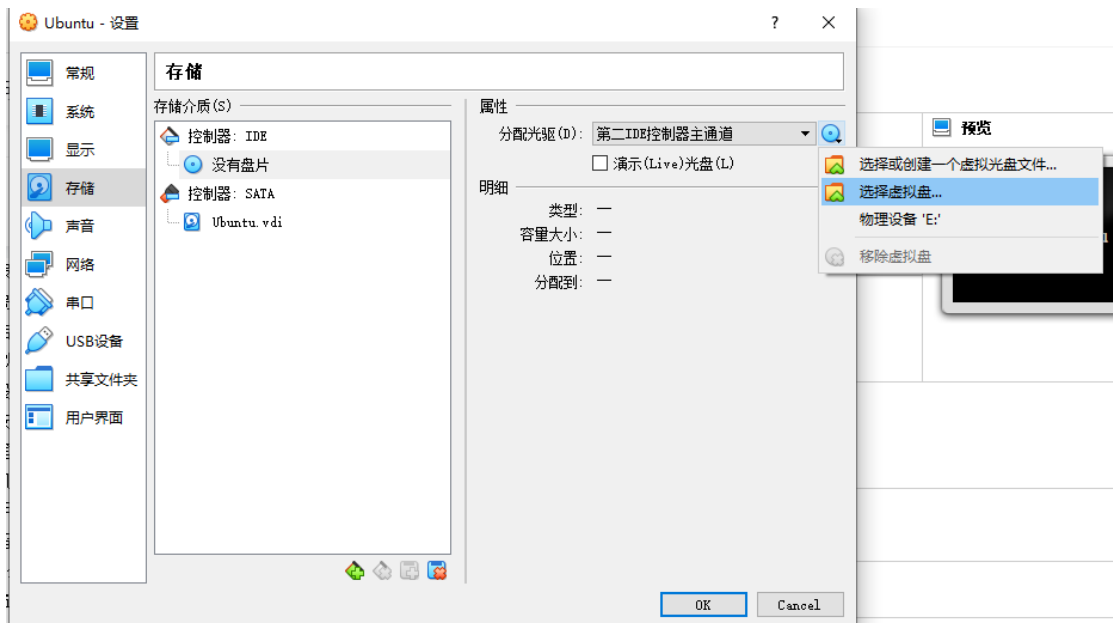 Ubuntu - 设置
?
常规
系统
显示
存储
声音
网络
串口
USB设备
共享文件夹
用户界面
存储
存储介质(S)
控制器: IDE
没有盘片
控制器: SATA
Ubuntu.vdi
属性
分配光驱(D): 第二IDE控制器主通道
演示(Live)光盘(L)
明细
类型: —
容量大小: —
位置: —
分配到: —
OK
Cancel
预览
选择或创建一个虚拟光盘文件...
选择虚拟盘...
物理设备 'E:'
移除虚拟盘